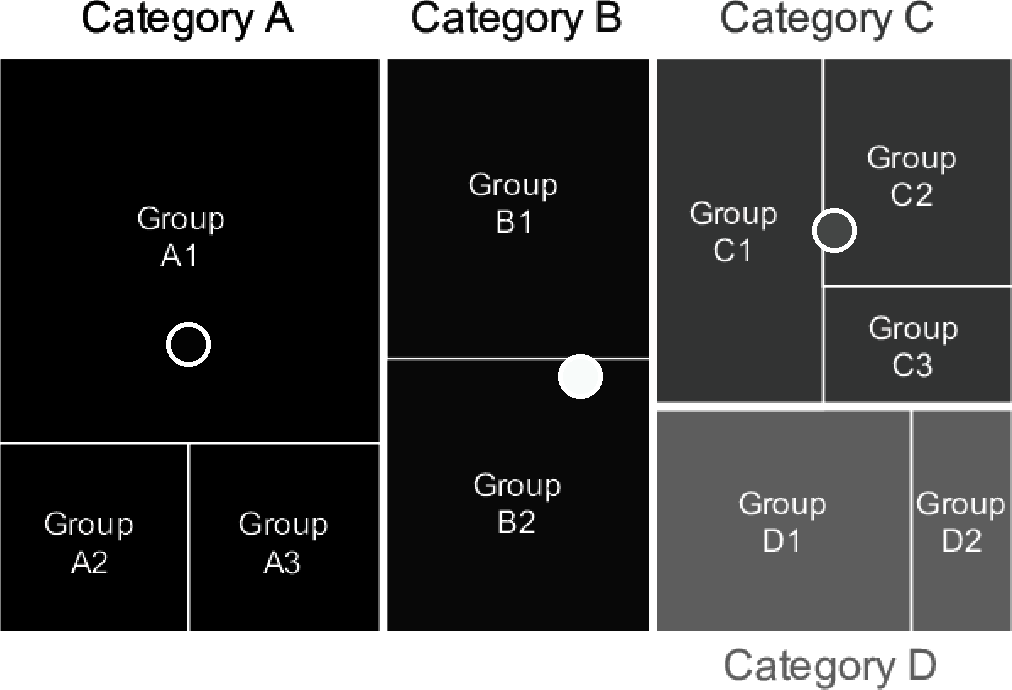 Category A
Category B
Category C
Group
A1
Group
A2
Group
A3
Group
B1
Group
B2
Group
C1
Group
C2
Group
C3
Group
D1
Group
D2
Category D